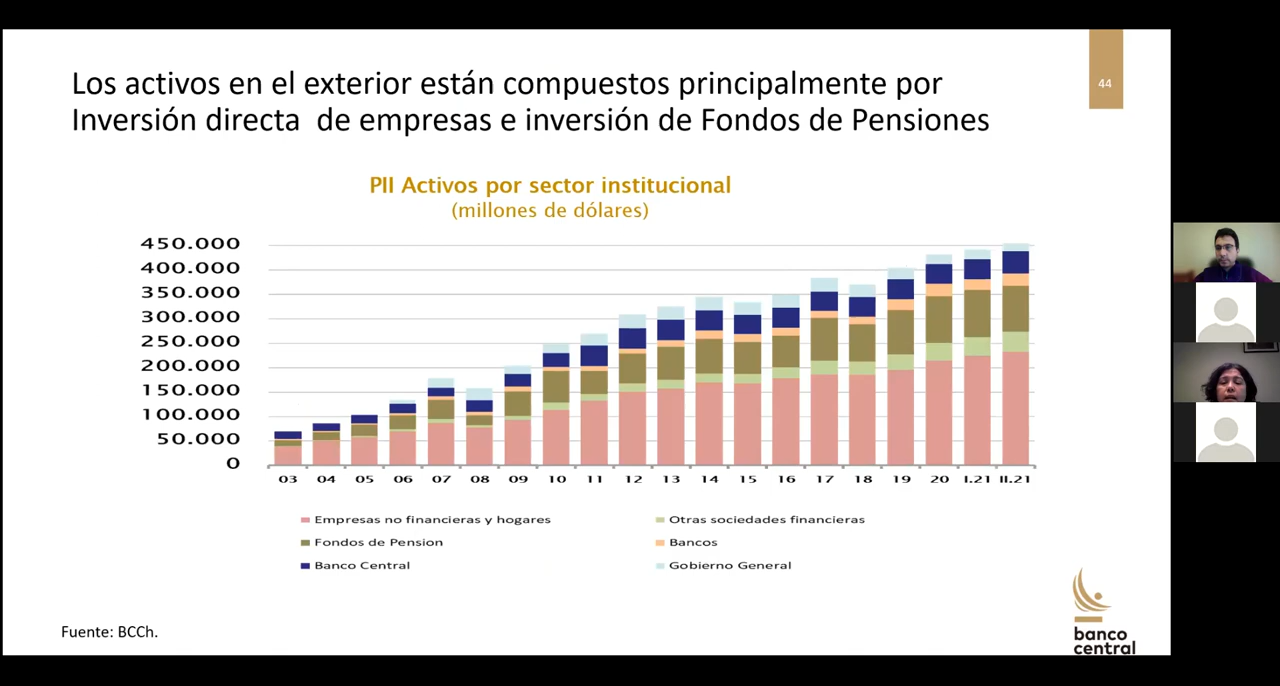 Los activos en el exterior están compuestos principalmente por
Inversión directa de empresas e inversión de Fondos de Pensiones
44
PII Activos por sector institucional
(millones de dólares)
450.000
400.000
350.000
300.000
250.000
200.000
150.000
100.000
50.000
0
03 04 05 06 07 08 09 10 11 12 13 14 15 16 17 18 19 20 I.21 II.21
Empresas no financieras y hogares
Otras sociedades financieras
Fondos de Pension
Bancos
Banco Central
Gobierno General
Fuente: BCCh.
banco
central